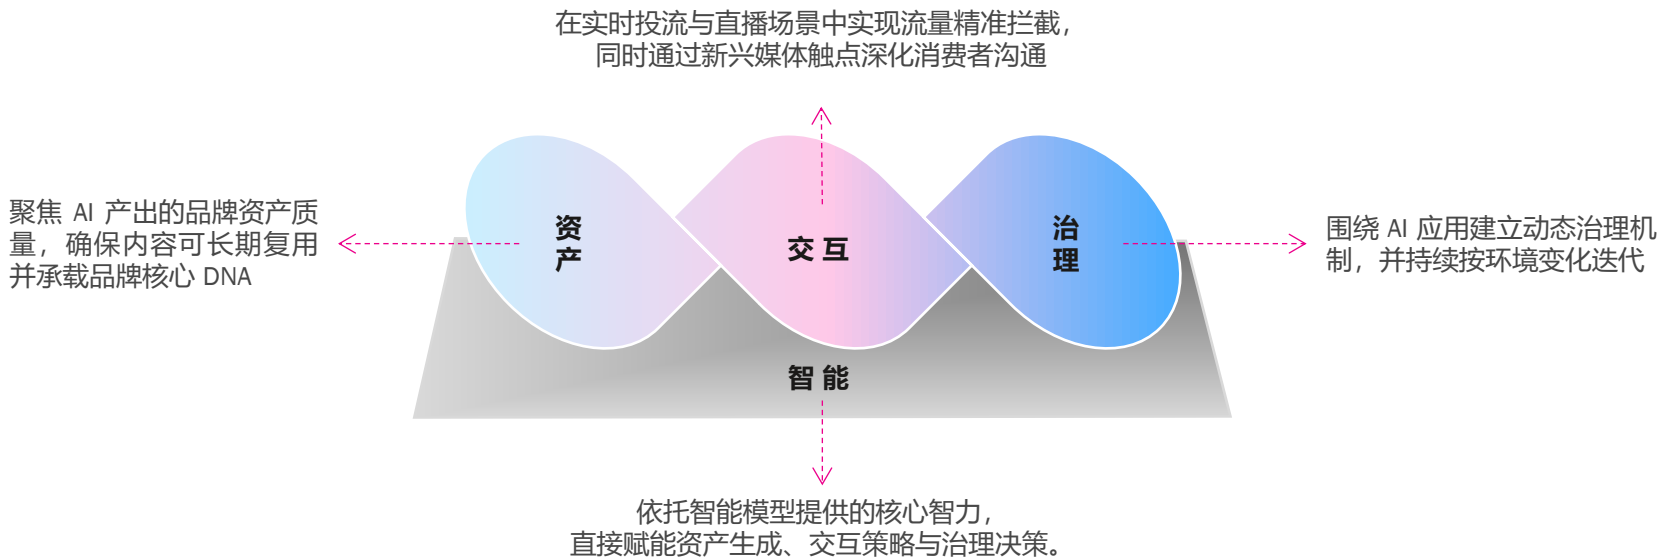 在实时投流与直播场景中实现流量精准拦截，
同时通过新兴媒体触点深化消费者沟通
聚焦 AI 产出的品牌资产质
量，确保内容可长期复用
并承载品牌核心 DNA
资
产
交互
治
理
围绕 AI 应用建立动态治理机
制，并持续按环境变化迭代
智能
依托智能模型提供的核心智力，
直接赋能资产生成、交互策略与治理决策。